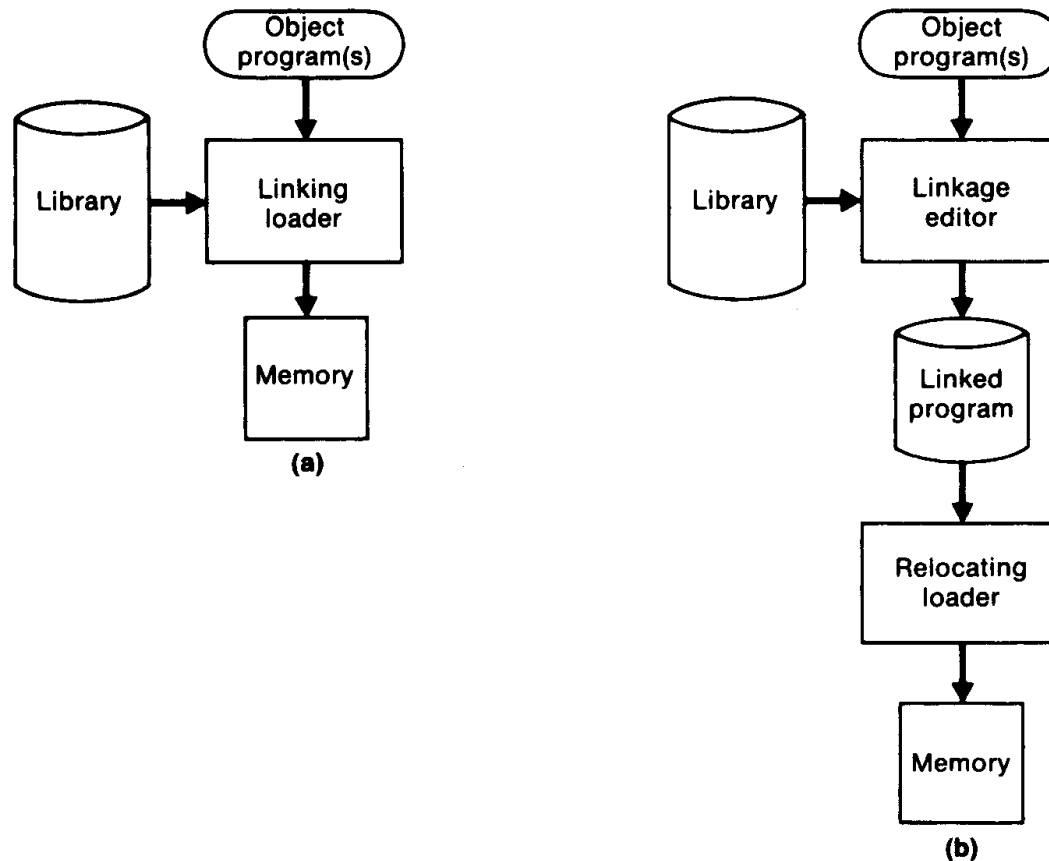 Object
program(s)
Library
Linking
loader
Memory
(a)
Object
program(s)
Library
Linkage
editor
Linked
program
Relocating
loader
Memory
(b)